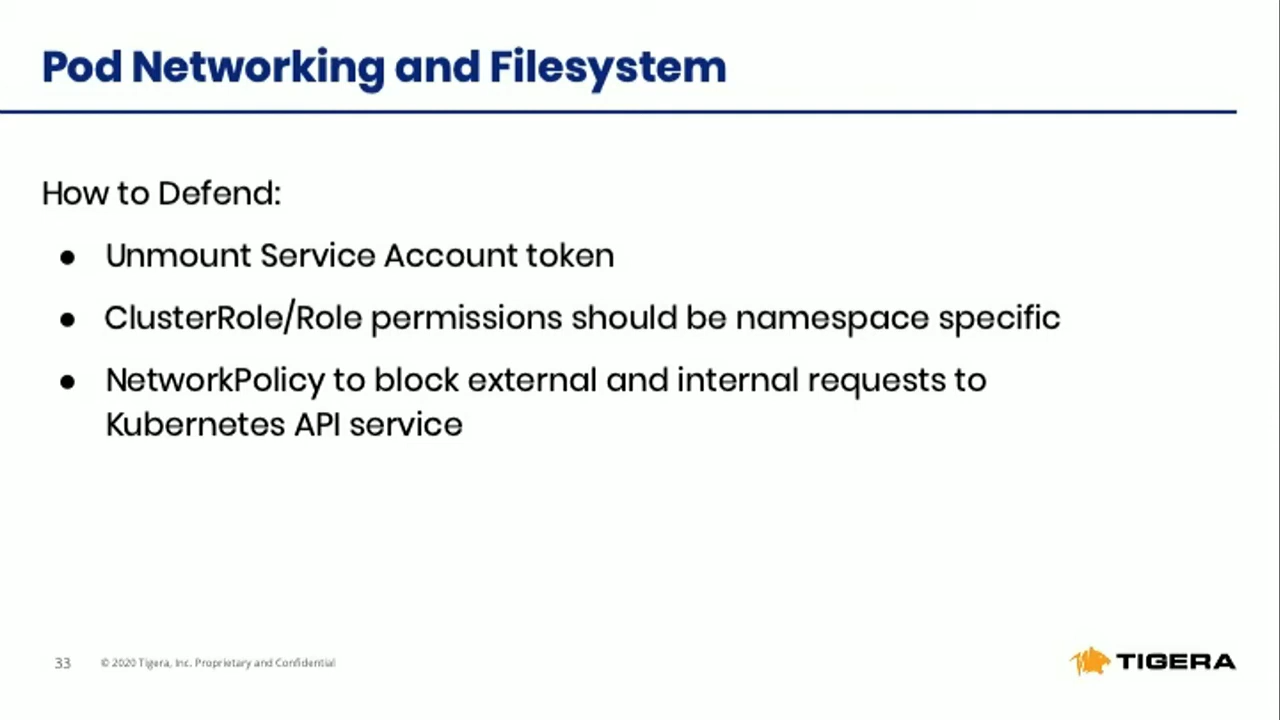 Pod Networking and Filesystem
How to Defend:
● Unmount Service Account token
● ClusterRole/Role permissions should be namespace specific
● NetworkPolicy to block external and internal requests to
Kubernetes API service
33 © 2020 Tigera, Inc. Proprietary and Confidential
TIGERA